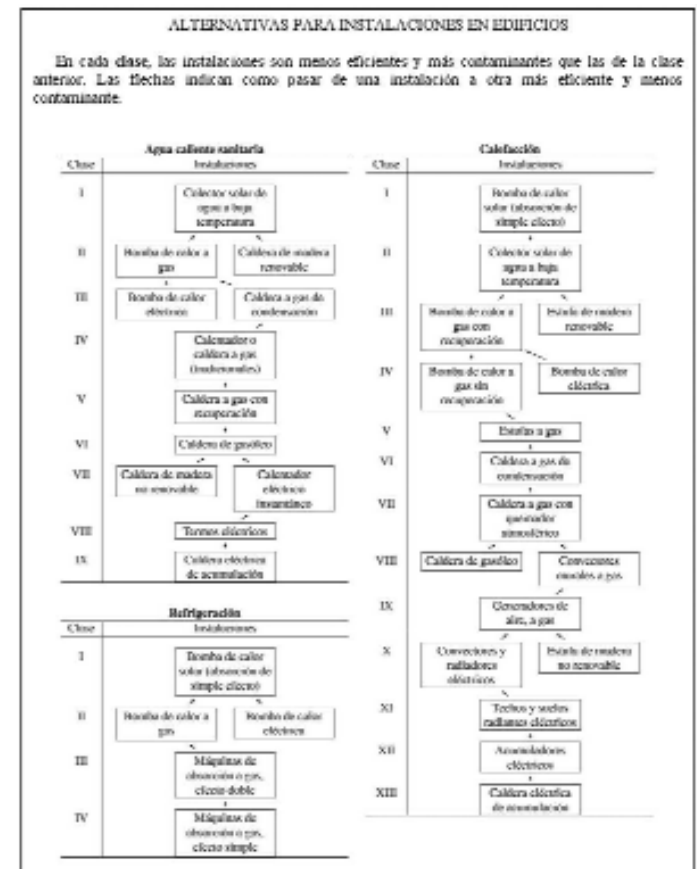 ALTERNATIVAS PARA INSTALACIONES EN EDIFICIOS
En cada clase, las instalaciones son menos eficientes y más contaminantes que las de la clase
anterior. Las flechas indican como pasar de una instalación a otra más eficiente y menos
contaminante.
Agua caliente sanitaria
Clase Instalaciones
I
Colector solar de
agua a baja
temperatura
II
Bomba de calor a
gas
Caldera de madera
renovable
III
Bomba de calor
eléctrica
Caldera a gas de
condensación
IV
Calentador o
caldera a gas
(tradicionales)
V
Caldera a gas con
recuperación
VI
Caldera de gasóleo
VII
Caldera de madera
no renovable
Calentador
eléctrico
instantáneo
VIII
Termos eléctricos
IX
Caldera eléctrica
de acumulación
Refrigeración
Clase Instalaciones
I
Bomba de calor
solar (absorción de
simple efecto)
II
Bomba de calor a
gas
Bomba de calor
eléctrica
III
Máquinas de
absorción a gas,
efecto doble
IV
Máquinas de
absorción a gas,
efecto simple
Calefacción
Clase Instalaciones
I
Bomba de calor
solar (absorción de
simple efecto)
II
Colector solar de
agua a baja
temperatura
III
Bomba de calor a
gas con
recuperación
Estufa de madera
renovable
IV
Bomba de calor a
gas sin
recuperación
Bomba de calor
eléctrica
V
Estufas a gas
VI
Caldera a gas de
condensación
VII
Caldera a gas con
quemador
atmosférico
VIII
Caldera de gasóleo
Convectores
murales a gas
IX
Generadores de
aire, a gas
X
Convectores y
radiadores
eléctricos
Estufa de madera
no renovable
XI
Techos y suelos
radiantes eléctricos
XII
Acumuladores
eléctricos
XIII
Caldera eléctrica
de acumulación